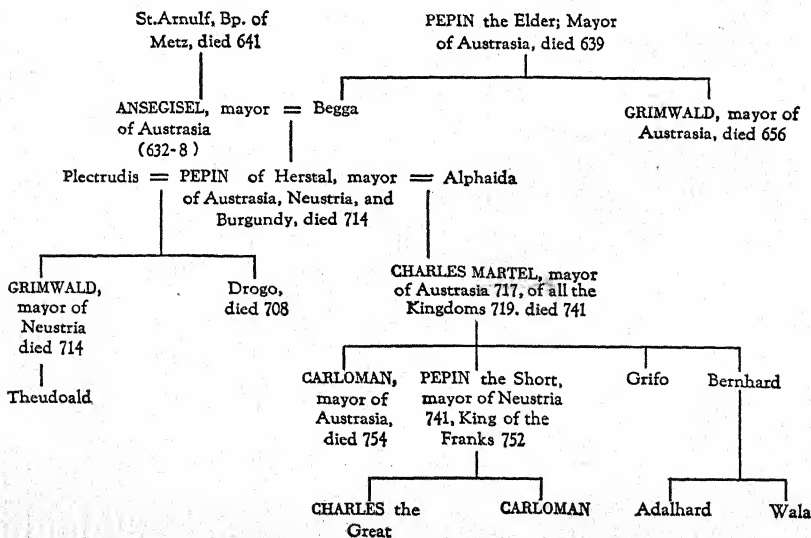 St.Arnulf, Bp. of
Metz, died 641
PEPIN the Elder; Mayor
of Austrasia, died 639
ANSEGISEL, mayor = Begga
of Austrasia
(632-8)
GRIMWALD, mayor of
Austrasia, died 656
Plectrudis = PEPIN of Herstal, mayor = Alphaida
of Austrasia, Neustria, and
Burgundy, died 714
GRIMWALD,
mayor of
Neustria
died 714
Drogo,
died 708
CHARLES MARTEL, mayor
of Austrasia 717, of all the
Kingdoms 719. died 741
Theudoald
CARLOMAN,
mayor of
Austrasia,
died 754
PEPIN the Short,
mayor of Neustria
741, King of the
Franks 752
Grifo
Bernhard
CHARLES the
Great
CARLOMAN
Adalhard
Wala